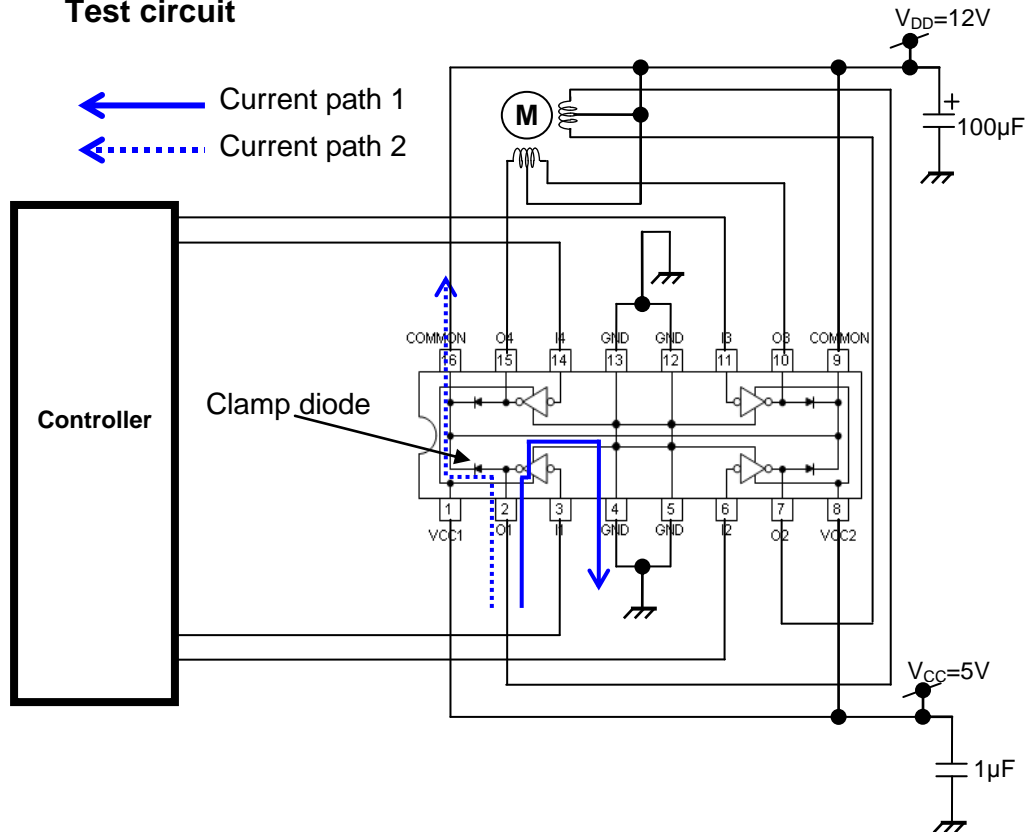 Test circuit
V_DD=12V
Current path 1
M
+
100µF
Current path 2
COMMON O4 I4 GND GND I3 O3 COMMON
16 15 14 13 12 11 10 9
Controller
Clamp diode
1 2 3 4 5 6 7 8
VCC1 O1 I1 GND GND I2 O2 VCC2
V_CC=5V
1µF